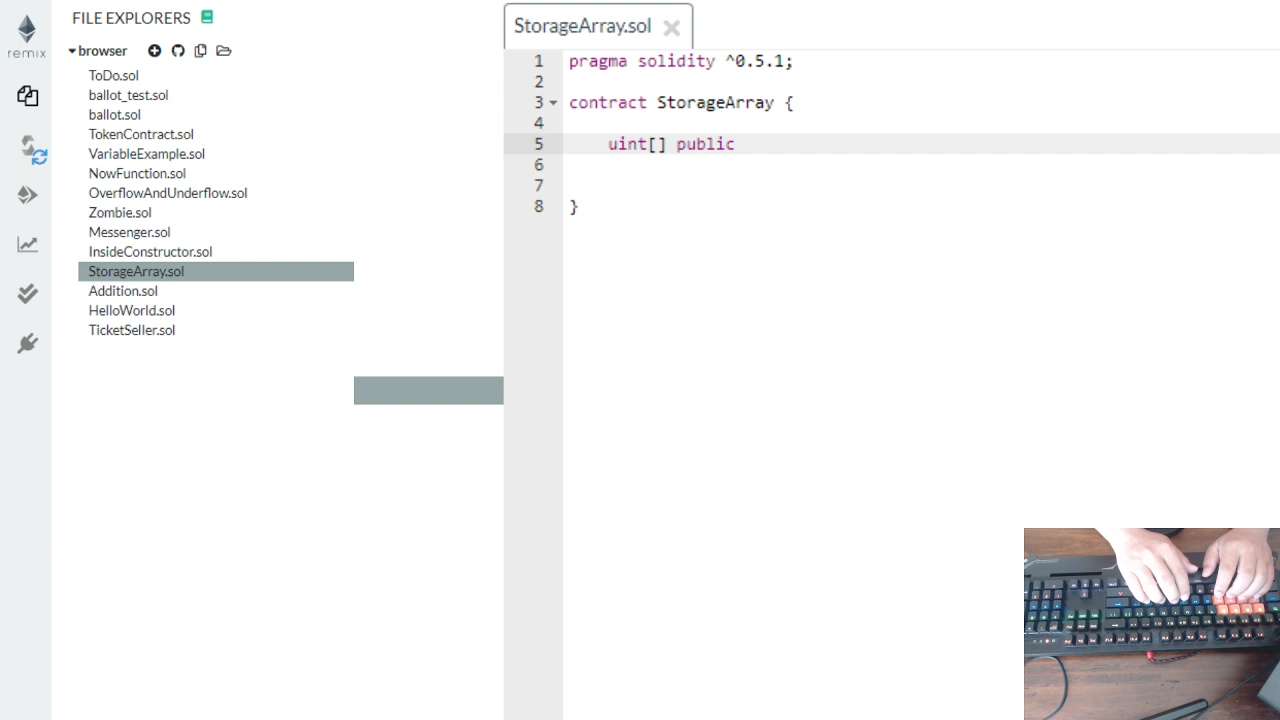 FILE EXPLORERS
remix
browser
ToDo.sol
ballot_test.sol
ballot.sol
TokenContract.sol
VariableExample.sol
NowFunction.sol
OverflowAndUnderflow.sol
Zombie.sol
Messenger.sol
InsideConstructor.sol
StorageArray.sol
Addition.sol
HelloWorld.sol
TicketSeller.sol
StorageArray.sol
1 pragma solidity ^0.5.1;
2
3 contract StorageArray {
4
5 uint[] public
6
7
8 }